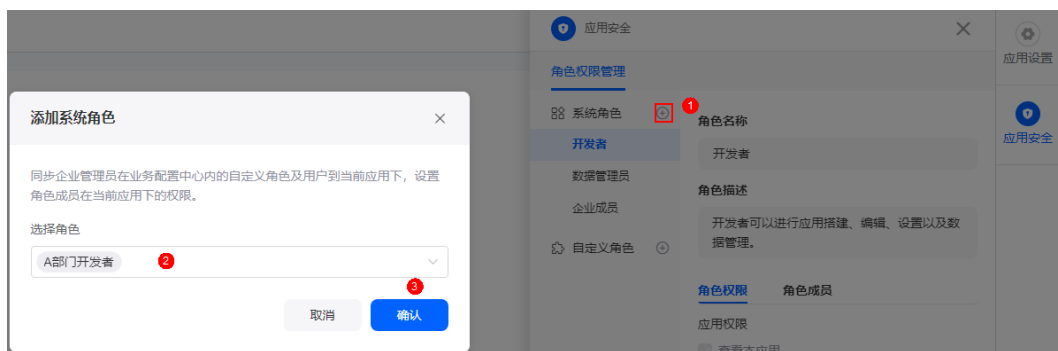 应用安全
应用设置
角色权限管理
应用安全
添加系统角色
系统角色
1
角色名称
开发者
开发者
同步企业管理员在业务配置中心内的自定义角色及用户到当前应用下，设置
角色成员在当前应用下的权限。
数据管理员
角色描述
企业成员
开发者可以进行应用搭建、编辑、设置以及数
据管理。
选择角色
自定义角色
A部门开发者
2
3
取消
确认
角色权限
角色成员
应用权限
查看本应用